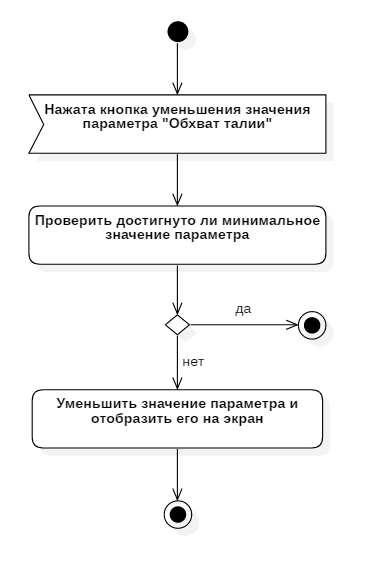 Нажата кнопка уменьшения значения
параметра "Обхват талии"
Проверить достигнуто ли минимальное
значение параметра
да
нет
Уменьшить значение параметра и
отобразить его на экран